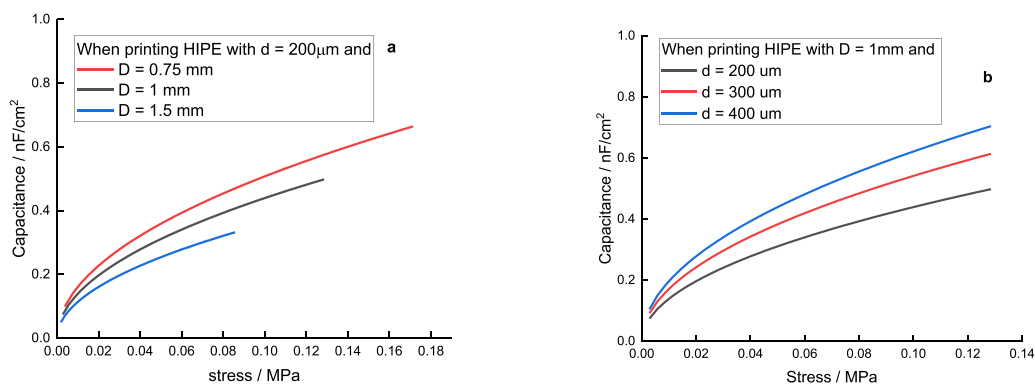 When printing HIPE with d = 200μm and
D = 0.75 mm
D = 1 mm
D = 1.5 mm
a
1.0
0.8
0.6
0.4
0.2
0.0
Capacitance / nF/cm²
0.00 0.02 0.04 0.06 0.08 0.10 0.12 0.14 0.16 0.18
stress / MPa
When printing HIPE with D = 1mm and
d = 200 um
d = 300 um
d = 400 um
b
1.0
0.8
0.6
0.4
0.2
0.0
Capacitance / nF/cm²
0.00 0.02 0.04 0.06 0.08 0.10 0.12 0.14
Stress / MPa